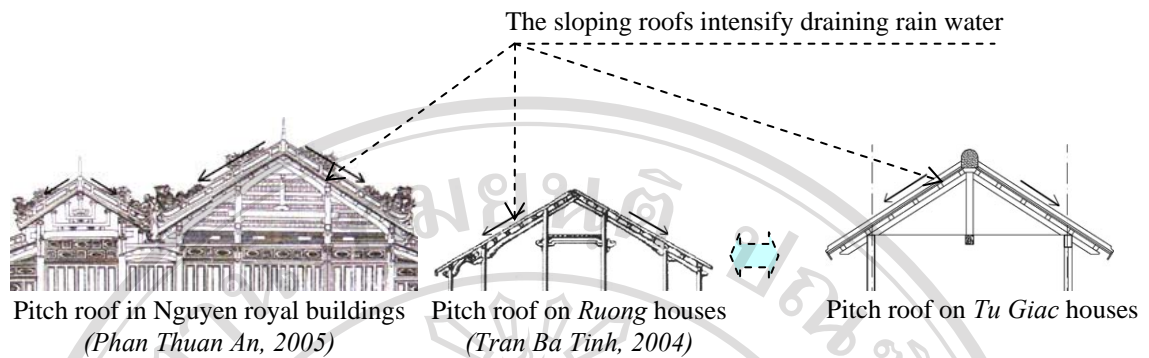 The sloping roofs intensify draining rain water
Pitch roof in Nguyen royal buildings
(Phan Thuan An, 2005)
Pitch roof on Ruong houses
(Tran Ba Tinh, 2004)
Pitch roof on Tu Giac houses